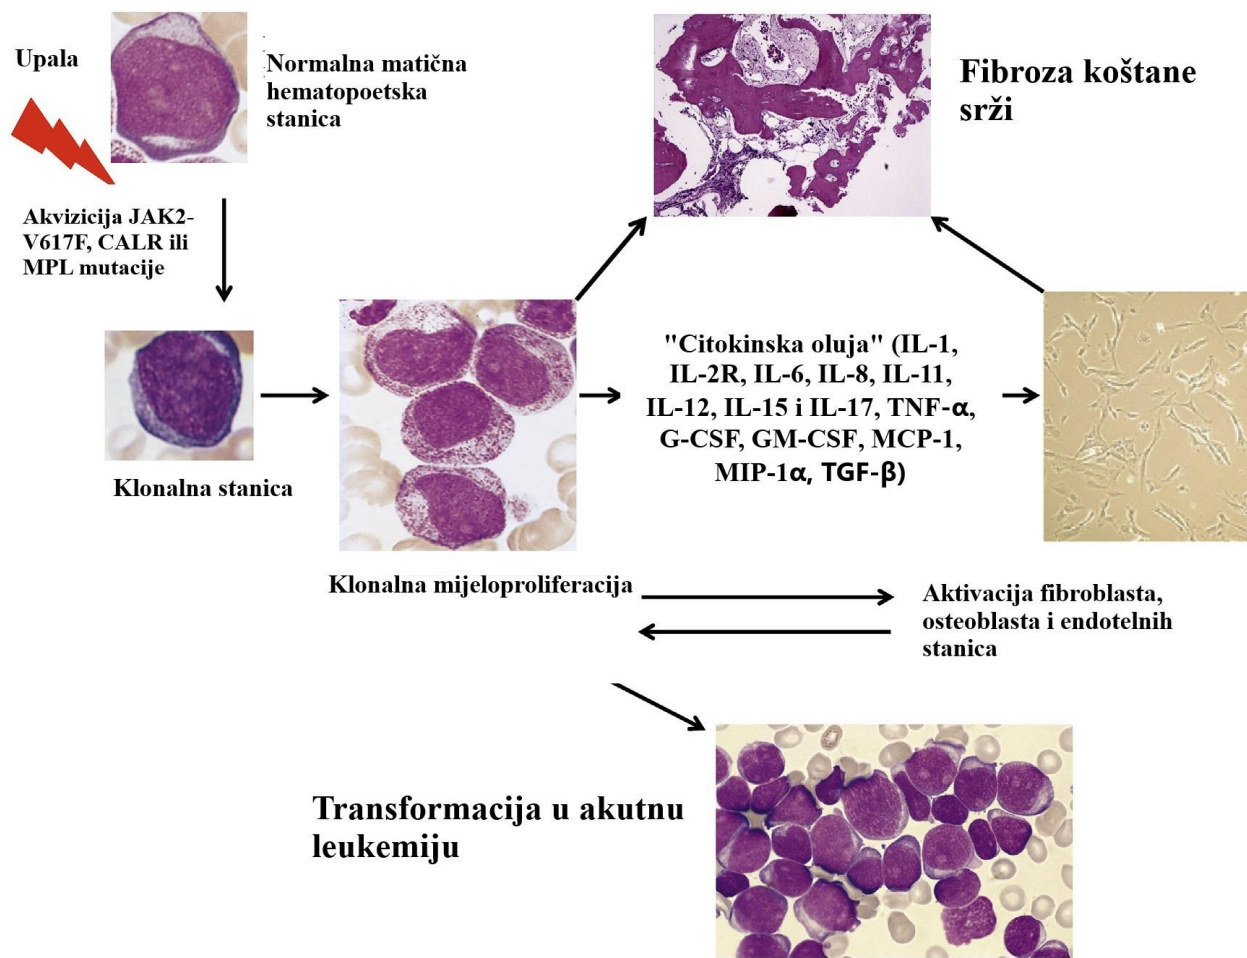 Upala
Normalna matična
hematopoetska
stanica
Fibroza koštane
srži
Akvizicija JAK2-
V617F, CALR ili
MPL mutacije
"Citokinska oluja" (IL-1,
IL-2R, IL-6, IL-8, IL-11,
IL-12, IL-15 i IL-17, TNF-α,
G-CSF, GM-CSF, MCP-1,
MIP-1α, TGF-β)
Klonalna stanica
Klonalna mijeloproliferacija
Aktivacija fibroblasta,
osteoblasta i endotelnih
stanica
Transformacija u akutnu
leukemiju